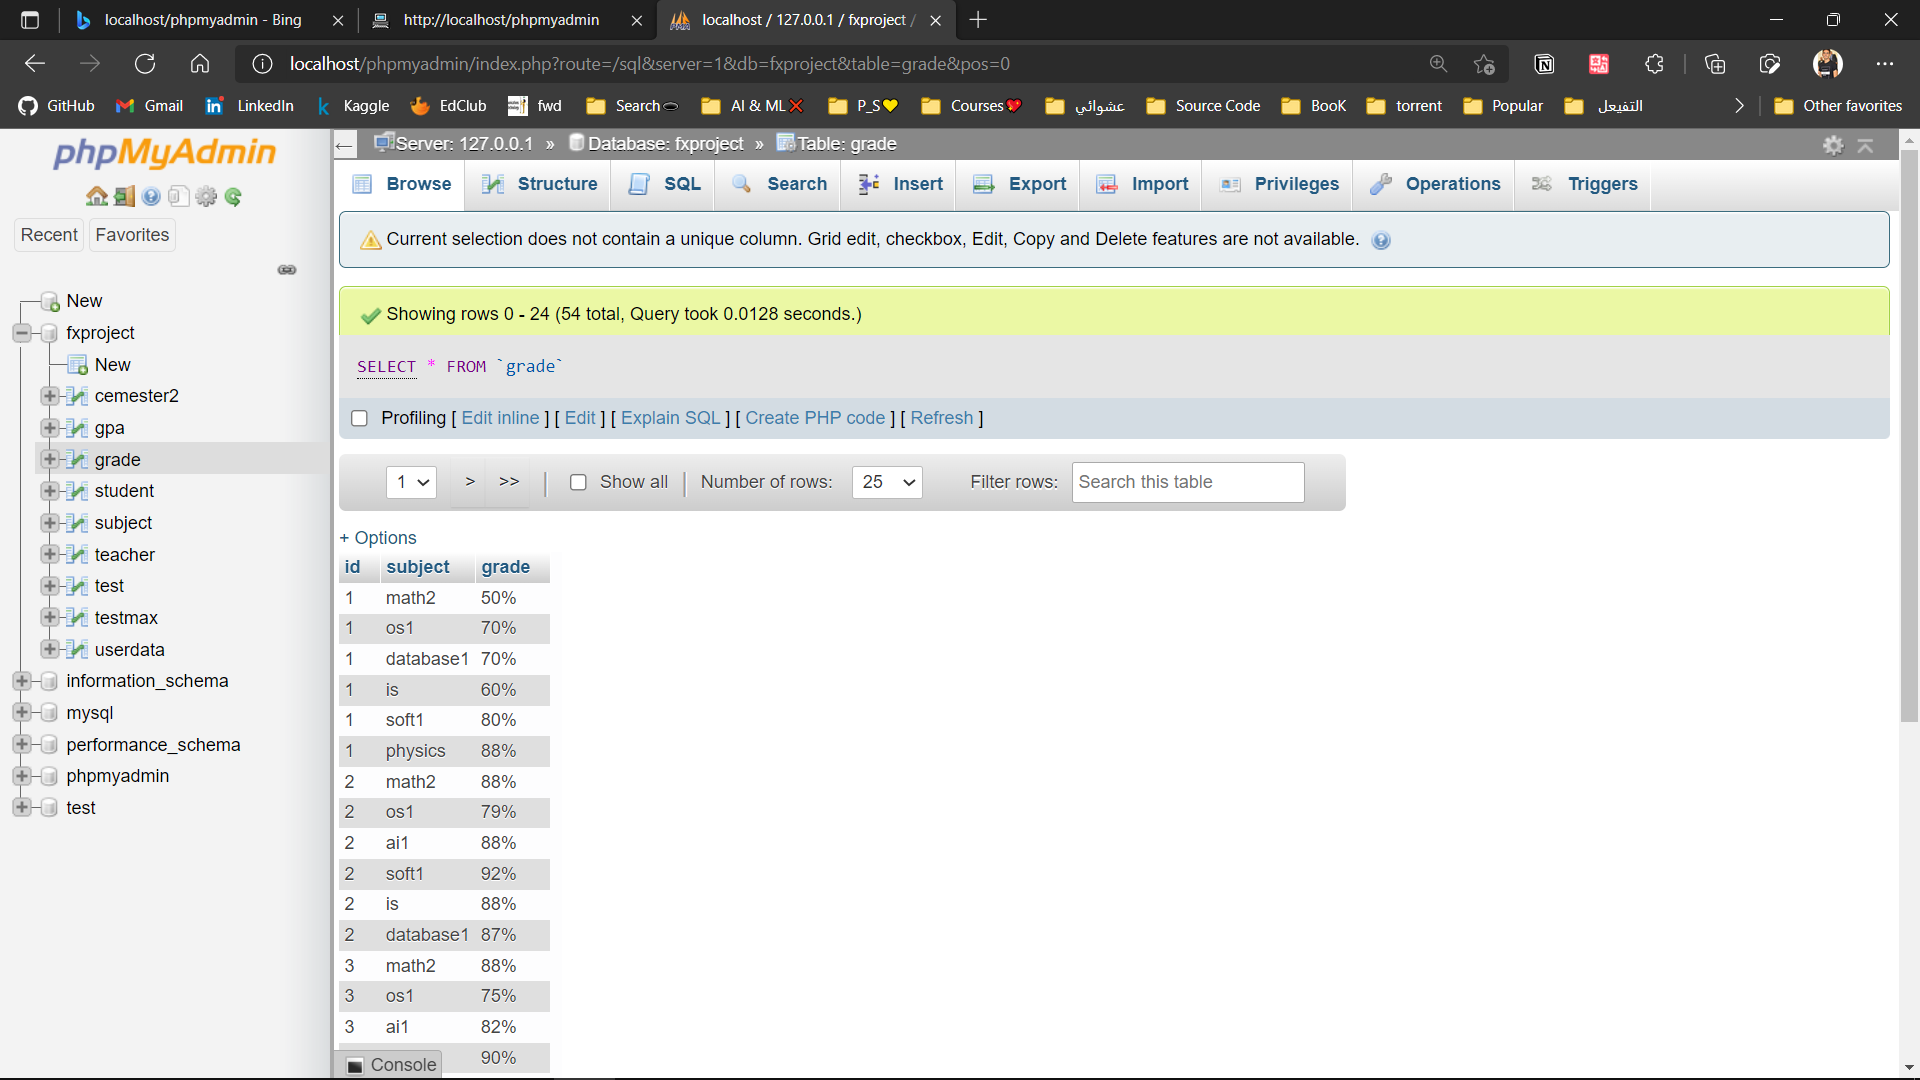 localhost/phpmyadmin - Bing
http://localhost/phpmyadmin
localhost / 127.0.0.1 / fxproject /
localhost/phpmyadmin/index.php?route=/sql&server=1&db=fxproject&table=grade&pos=0
GitHub Gmail LinkedIn Kaggle EdClub fwd Search AI & ML P_S Courses عشوائي Source Code BooK torrent Popular التفيعل Other favorites
phpMyAdmin
Recent Favorites
New
fxproject
New
cemester2
gpa
grade
student
subject
teacher
test
testmax
userdata
information_schema
mysql
performance_schema
phpmyadmin
test
Server: 127.0.0.1 » Database: fxproject » Table: grade
Browse Structure SQL Search Insert Export Import Privileges Operations Triggers
Current selection does not contain a unique column. Grid edit, checkbox, Edit, Copy and Delete features are not available.
Showing rows 0 - 24 (54 total, Query took 0.0128 seconds.)
SELECT * FROM `grade`
Profiling [ Edit inline ] [ Edit ] [ Explain SQL ] [ Create PHP code ] [ Refresh ]
1 > >> | Show all | Number of rows: 25 Filter rows: Search this table
+ Options
id subject grade
1 math2 50%
1 os1 70%
1 database1 70%
1 is 60%
1 soft1 80%
1 physics 88%
2 math2 88%
2 os1 79%
2 ai1 88%
2 soft1 92%
2 is 88%
2 database1 87%
3 math2 88%
3 os1 75%
3 ai1 82%
90%
Console